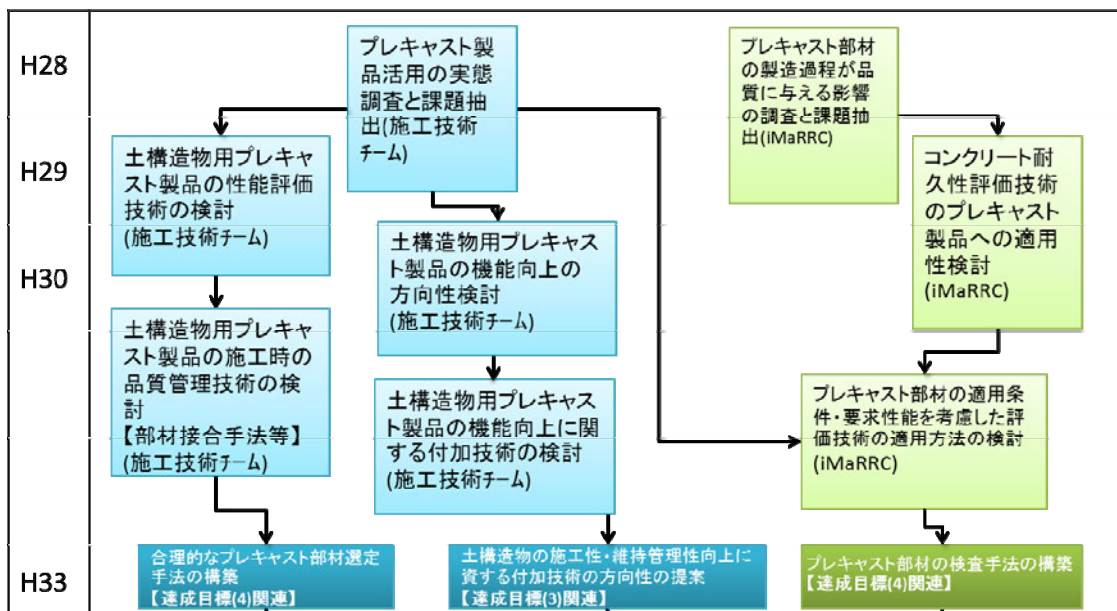 H28
プレキャスト製
品活用の実態
調査と課題抽
出(施工技術
チーム)
プレキャスト部材
の製造過程が品
質に与える影響
の調査と課題抽
出(iMaRRC)
H29
土構造物用プレキャ
スト製品の性能評価
技術の検討
(施工技術チーム)
コンクリート耐
久性評価技術
のプレキャスト
製品への適用
性検討
(iMaRRC)
H30
土構造物用プレキャス
ト製品の機能向上の
方向性検討
(施工技術チーム)
土構造物用プレキャ
スト製品の施工時の
品質管理技術の検
討
【部材接合手法等】
(施工技術チーム)
土構造物用プレキャス
ト製品の機能向上に関
する付加技術の検討
(施工技術チーム)
プレキャスト部材の適用条
件・要求性能を考慮した評
価技術の適用方法の検討
(iMaRRC)
H33
合理的なプレキャスト部材選定
手法の構築
【達成目標(4)関連】
土構造物の施工性・維持管理性向上に
資する付加技術の方向性の提案
【達成目標(3)関連】
プレキャスト部材の検査手法の構築
【達成目標(4)関連】